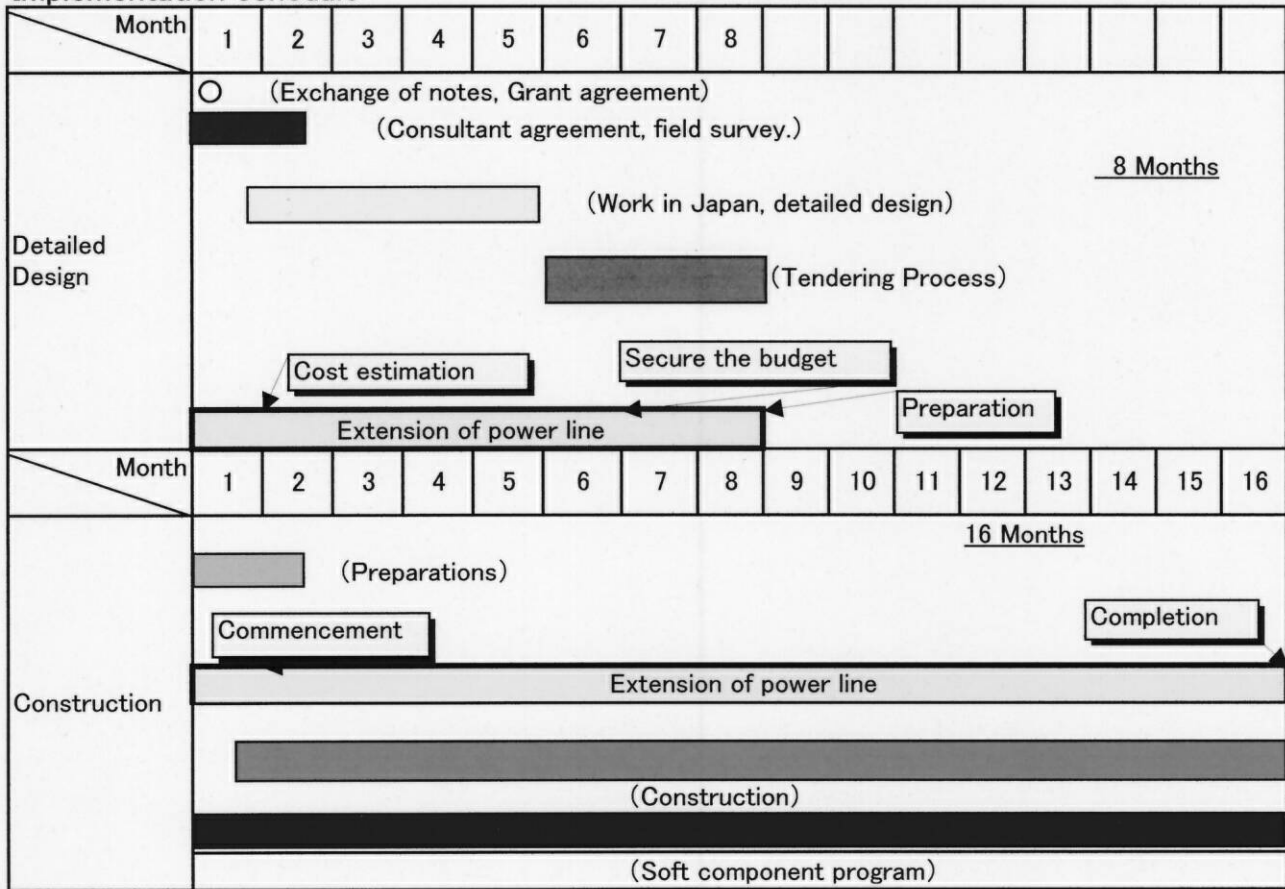 Implementation Schedule
Month 1 2 3 4 5 6 7 8
(Exchange of notes, Grant agreement)
(Consultant agreement, field survey.)
8 Months
(Work in Japan, detailed design)
Detailed
Design
(Tendering Process)
Cost estimation
Secure the budget
Preparation
Extension of power line
Month 1 2 3 4 5 6 7 8 9 10 11 12 13 14 15 16
16 Months
(Preparations)
Commencement
Completion
Extension of power line
Construction
(Construction)
(Soft component program)